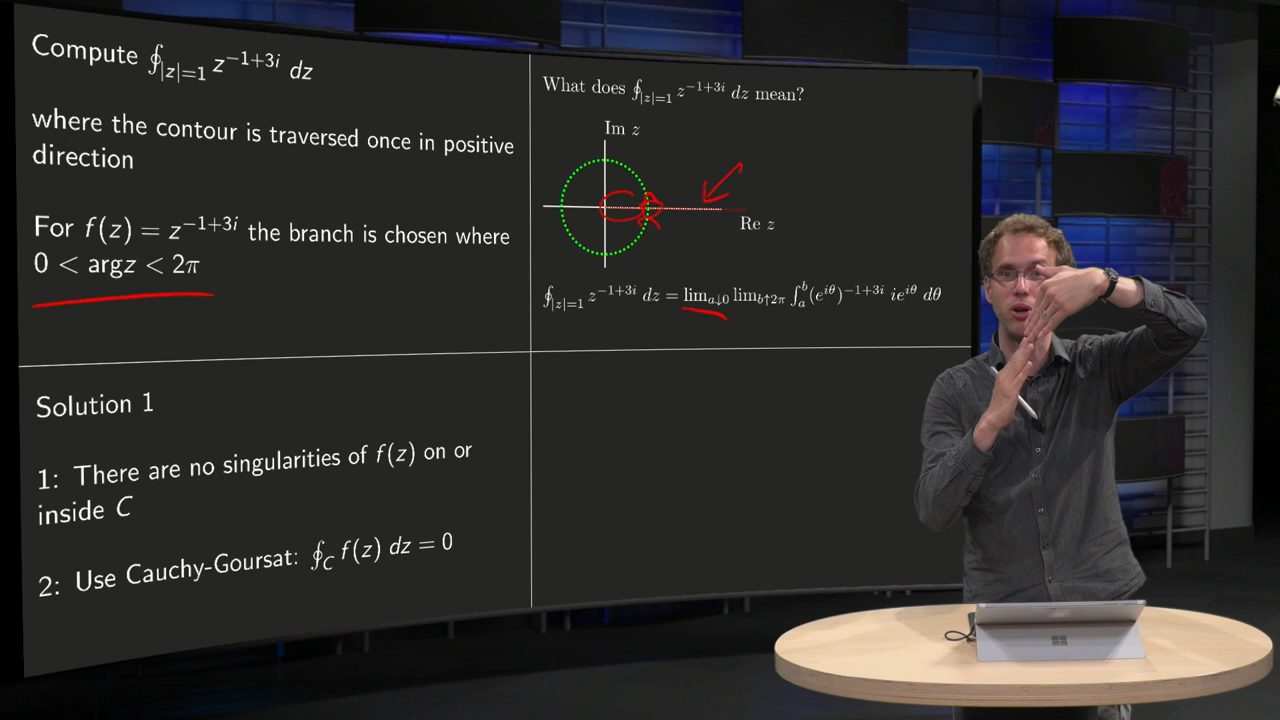 Compute ∮|z|=1 z^{-1+3i} dz
where the contour is traversed once in positive
direction
For f(z) = z^{-1+3i} the branch is chosen where
0 < argz < 2π
What does ∮|z|=1 z^{-1+3i} dz mean?
Im z
Re z
∮|z|=1 z^{-1+3i} dz = lim_{a↓0} lim_{b↑2π} ∫_a^b (e^{iθ})^{-1+3i} ie^{iθ} dθ
Solution 1
1: There are no singularities of f(z) on or
inside C
2: Use Cauchy-Goursat: ∮_C f(z) dz = 0